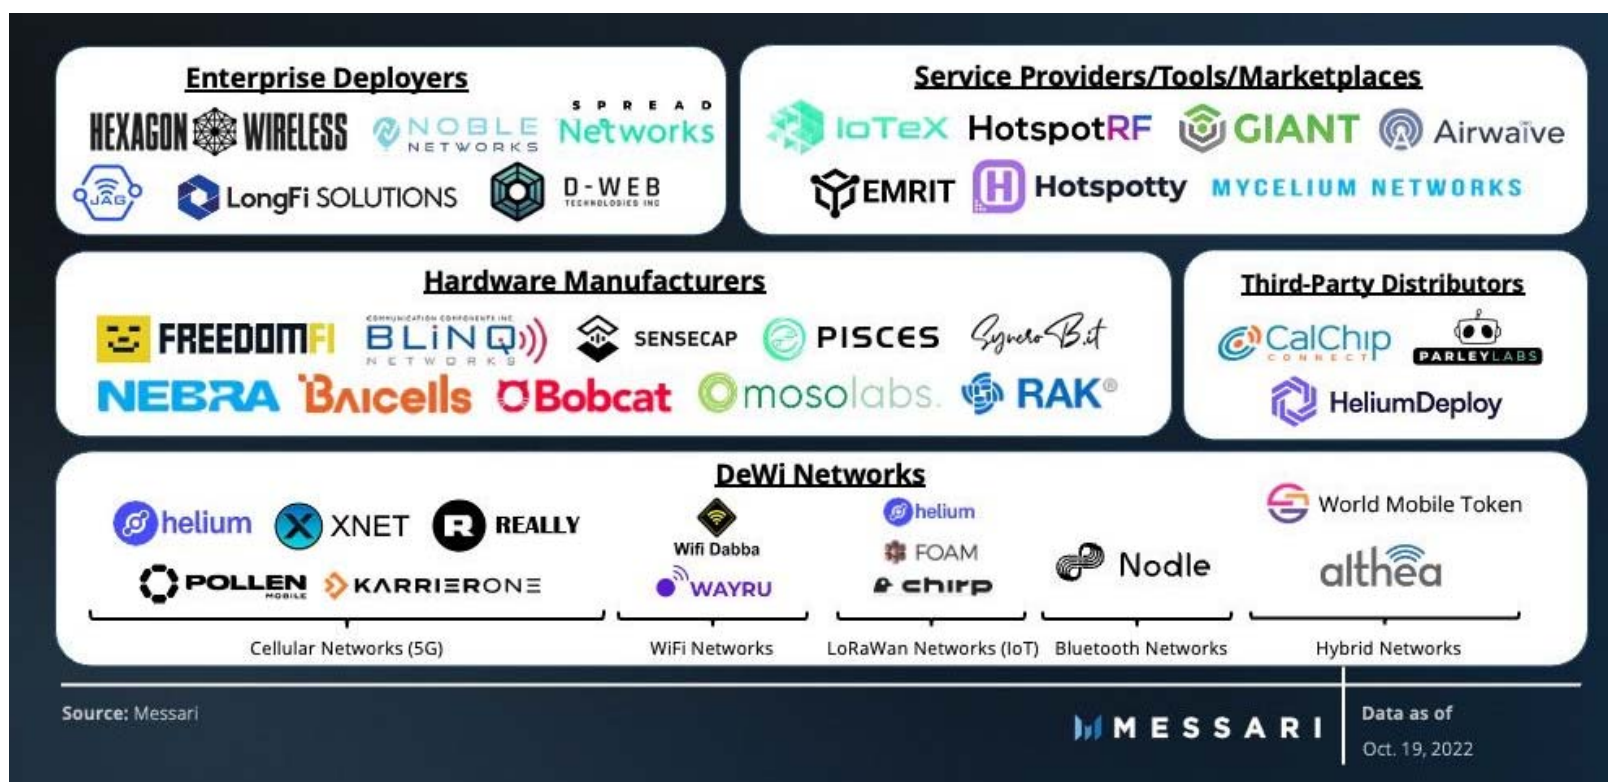 Enterprise Deployers
HEXAGON WIRELESS
NOBLE NETWORKS
SPREAD Networks
JAG
LongFi SOLUTIONS
D-WEB TECHNOLOGIES INC
Service Providers/Tools/Marketplaces
IoTeX
HotspotRF
GIANT
Airwaive
EMRIT
H Hotspotty
MYCELIUM NETWORKS
Hardware Manufacturers
FREEDOMFI
COMMUNICATION COMPONENTS INC.
BLiNQ
NETWORKS
SENSECAP
PISCES
SyncroB.it
NEBRA
BAICELLS
Bobcat
mosolabs.
RAK®
Third-Party Distributors
CalChip CONNECT
PARLEYLABS
HeliumDeploy
DeWi Networks
helium
X XNET
R REALLY
POLLEN MOBILE
KARRIERONE
Cellular Networks (5G)
Wifi Dabba
WAYRU
WiFi Networks
helium
FOAM
chirp
LoRaWan Networks (IoT)
Nodle
Bluetooth Networks
World Mobile Token
althea
Hybrid Networks
Source: Messari
MESSARI
Data as of
Oct. 19, 2022